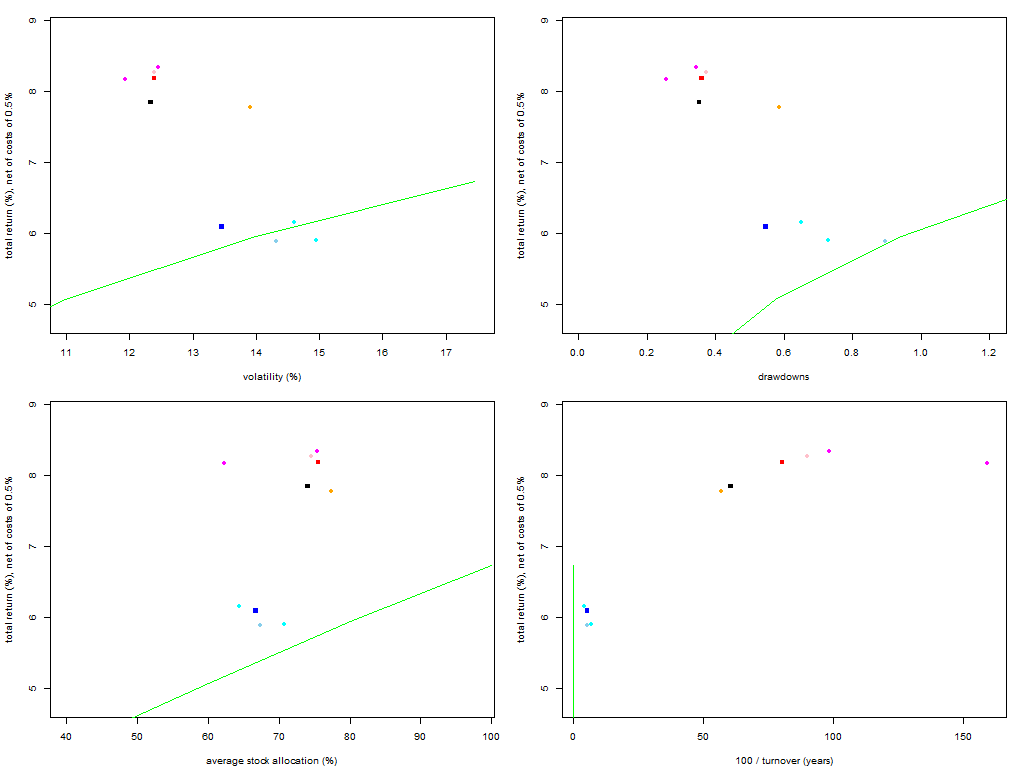 9
8
7
6
5
total return (%), net of costs of 0.5%
11 12 13 14 15 16 17
volatility (%)
9
8
7
6
5
total return (%), net of costs of 0.5%
0.0 0.2 0.4 0.6 0.8 1.0 1.2
drawdowns
9
8
7
6
5
total return (%), net of costs of 0.5%
40 50 60 70 80 90 100
average stock allocation (%)
9
8
7
6
5
total return (%), net of costs of 0.5%
0 50 100 150
100 / turnover (years)